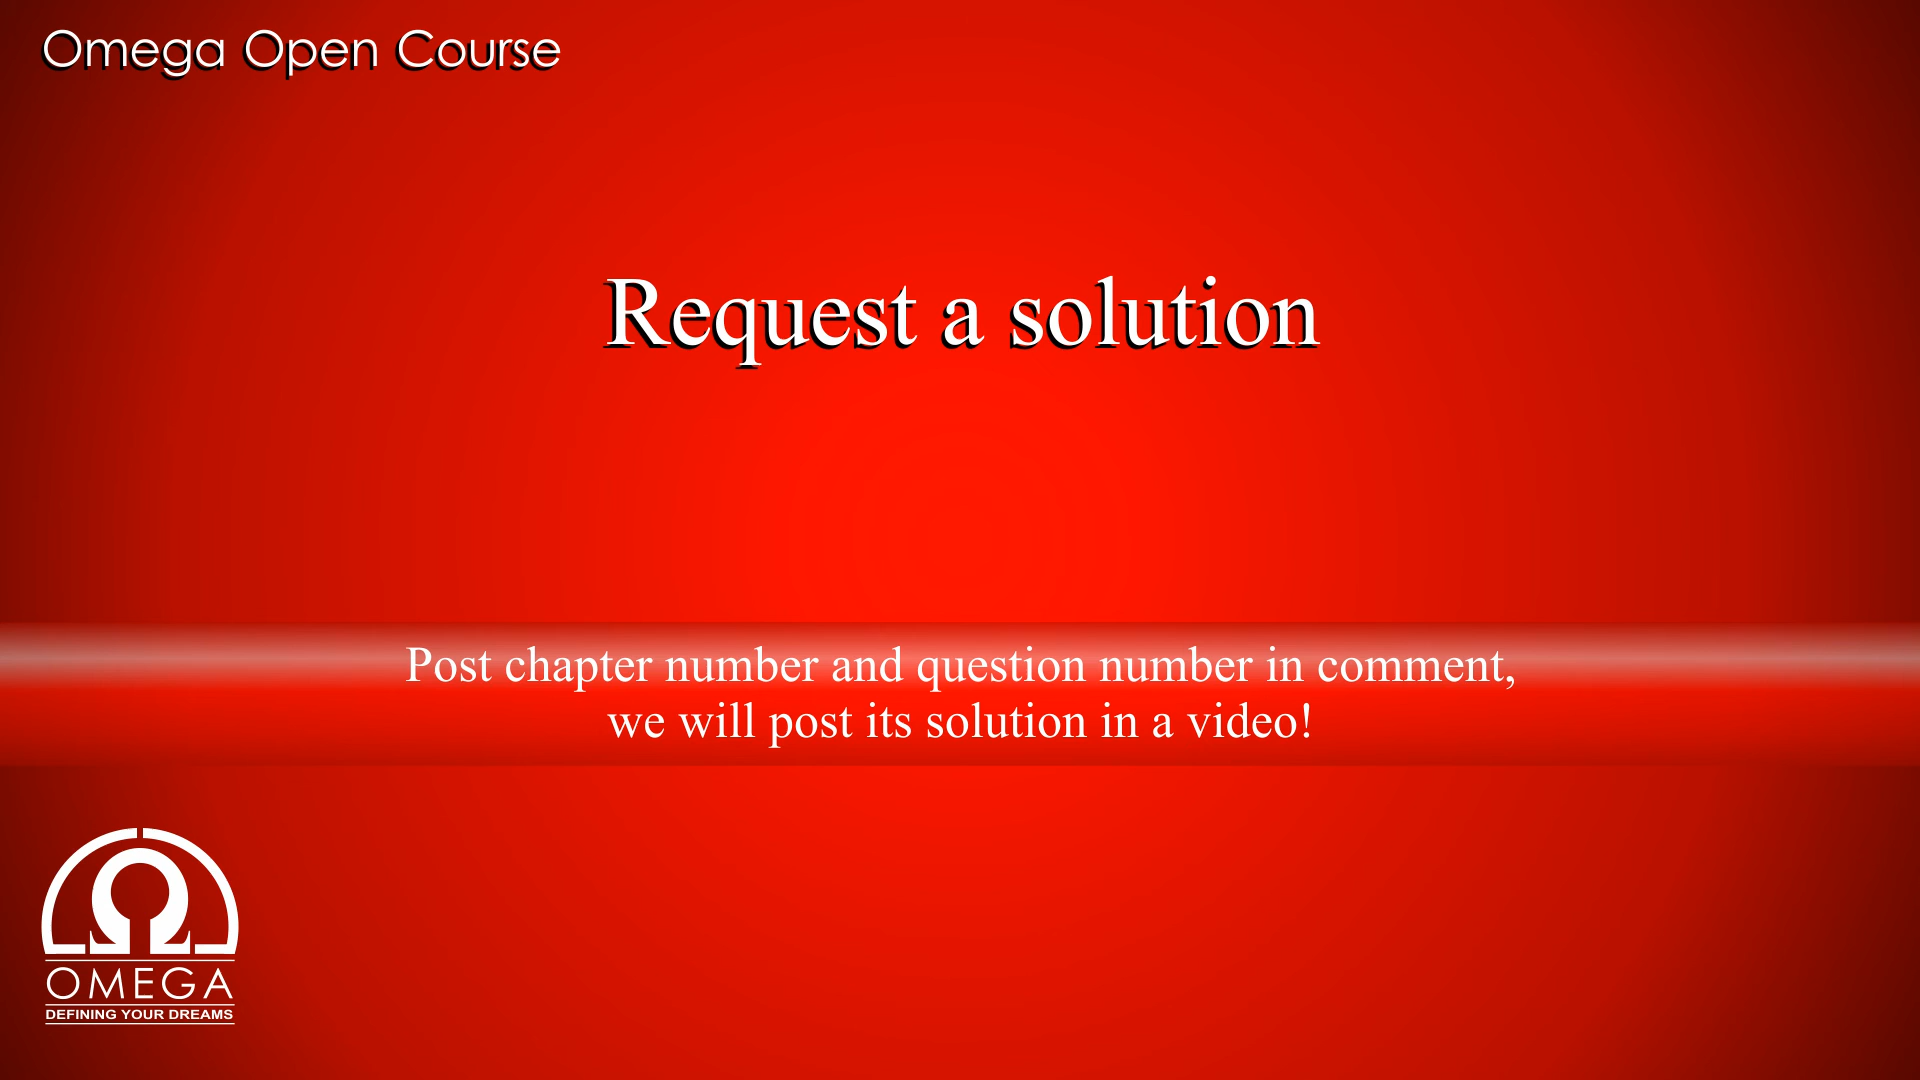 Omega Open Course
Request a solution
Post chapter number and question number in comment,
we will post its solution in a video!
Ω
OMEGA
DEFINING YOUR DREAMS